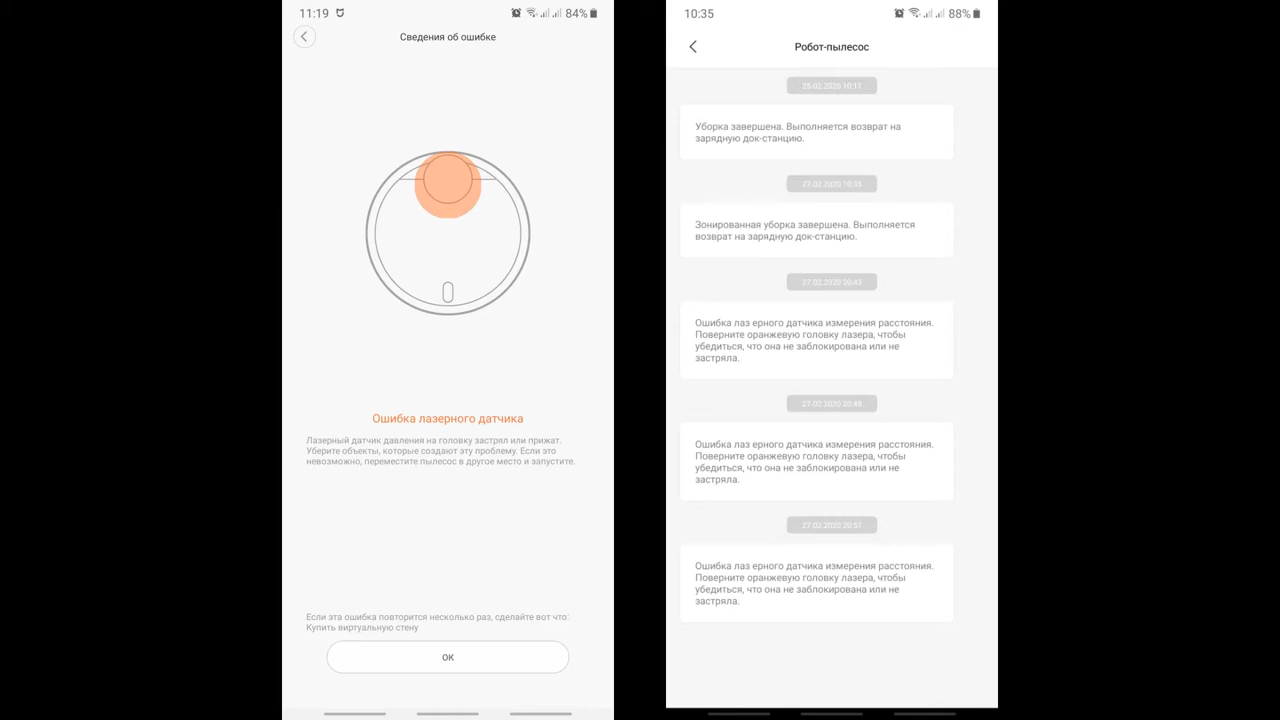 11:19
84%
Сведения об ошибке
Ошибка лазерного датчика
Лазерный датчик давления на головку застрял или прижат.
Уберите объекты, которые создают эту проблему. Если это
невозможно, переместите пылесос в другое место и запустите.
Если эта ошибка повторится несколько раз, сделайте вот что:
Купить виртуальную стену
ОК
10:35
88%
Робот-пылесос
25.02.2020 10:11
Уборка завершена. Выполняется возврат на
зарядную док-станцию.
27.02.2020 10:35
Зонированная уборка завершена. Выполняется
возврат на зарядную док-станцию.
27.02.2020 20:43
Ошибка лаз ерного датчика измерения расстояния.
Поверните оранжевую головку лазера, чтобы
убедиться, что она не заблокирована или не
застряла.
27.02.2020 20:49
Ошибка лаз ерного датчика измерения расстояния.
Поверните оранжевую головку лазера, чтобы
убедиться, что она не заблокирована или не
застряла.
27.02.2020 20:57
Ошибка лаз ерного датчика измерения расстояния.
Поверните оранжевую головку лазера, чтобы
убедиться, что она не заблокирована или не
застряла.